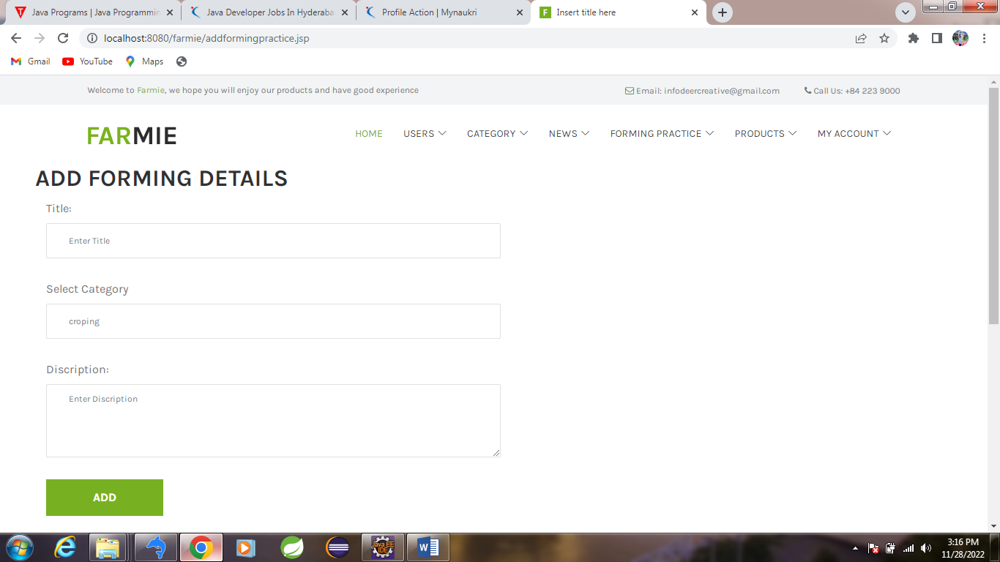 Java Programs | Java Programmin
Java Developer Jobs In Hyderaba
Profile Action | Mynaukri
F Insert title here
localhost:8080/farmie/addformingpractice.jsp
Gmail YouTube Maps
Welcome to Farmie, we hope you will enjoy our products and have good experience
Email: infodeercreative@gmail.com Call Us: +84 223 9000
FARMIE
HOME USERS CATEGORY NEWS FORMING PRACTICE PRODUCTS MY ACCOUNT
ADD FORMING DETAILS
Title:
Enter Title
Select Category
croping
Discription:
Enter Discription
ADD
Java EE
IDE
3:16 PM
11/28/2022